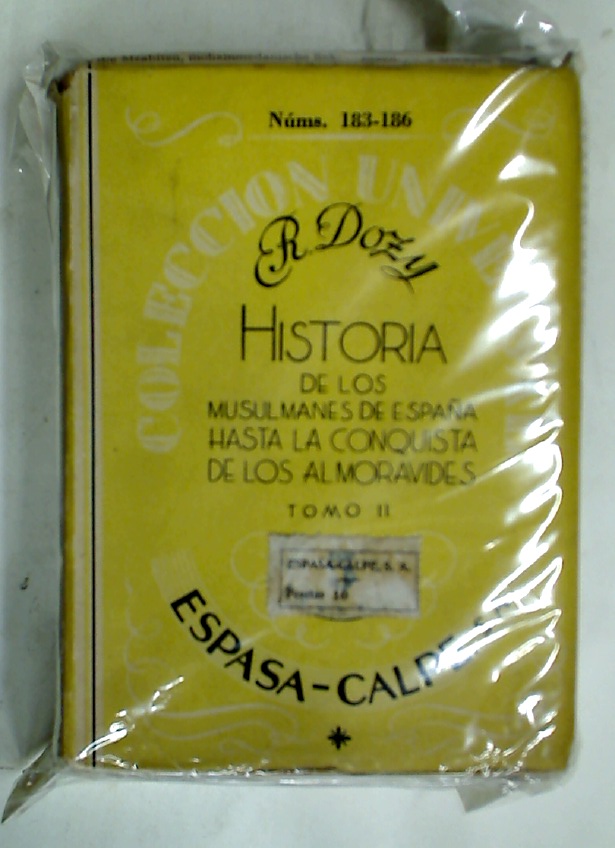 Núms. 183-186
COLECCION UNIVE
R. Dozy
HISTORIA
DE LOS
MUSULMANES DE ESPAÑA
HASTA LA CONQUISTA
DE LOS ALMORAVIDES
TOMO II
ESPASA-CALPE, S. A.
Pesetas 10
ESPASA-CALPE